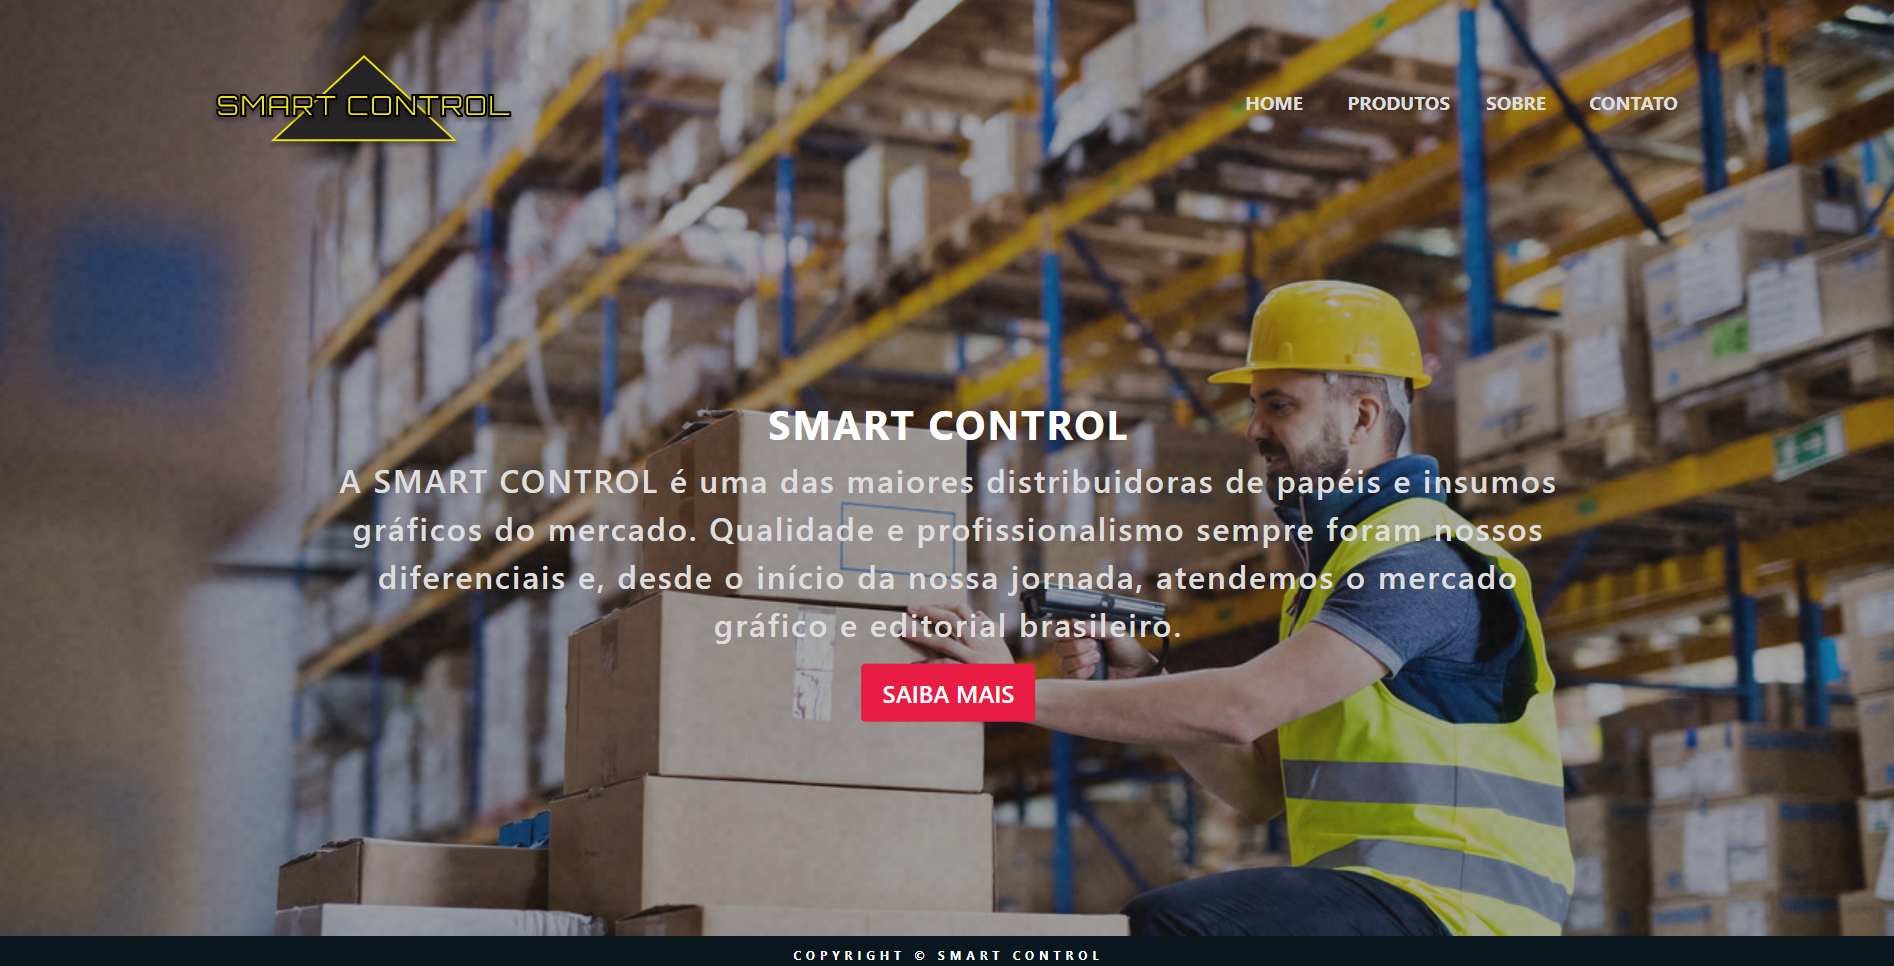 SMART CONTROL
HOME PRODUTOS SOBRE CONTATO
SMART CONTROL
A SMART CONTROL é uma das maiores distribuidoras de papéis e insumos
gráficos do mercado. Qualidade e profissionalismo sempre foram nossos
diferenciais e, desde o início da nossa jornada, atendemos o mercado
gráfico e editorial brasileiro.
SAIBA MAIS
COPYRIGHT © SMART CONTROL